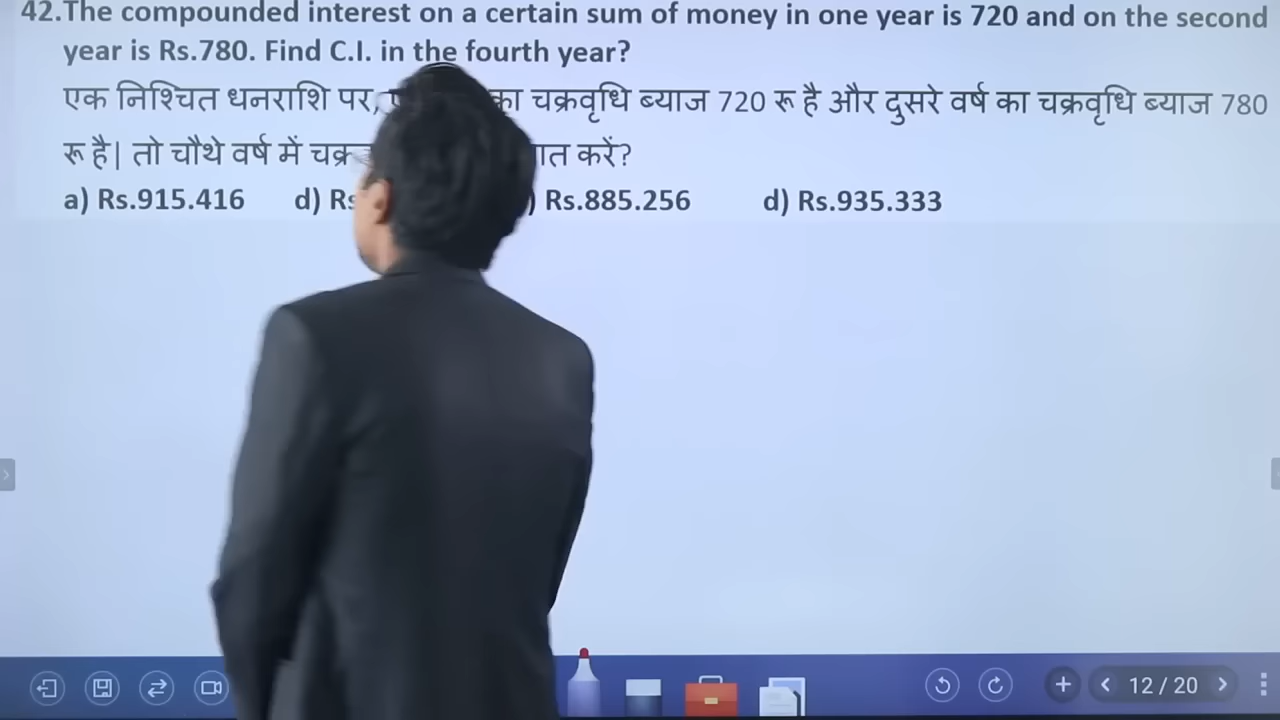 42.The compounded interest on a certain sum of money in one year is 720 and on the second
year is Rs.780. Find C.I. in the fourth year?
एक निश्चित धनराशि पर, का चक्रवृधि ब्याज 720 रू है और दुसरे वर्ष का चक्रवृधि ब्याज 780
रू है| तो चौथे वर्ष में करें?
a) Rs.915.416 d) ) Rs.885.256 d) Rs.935.333
12 / 20